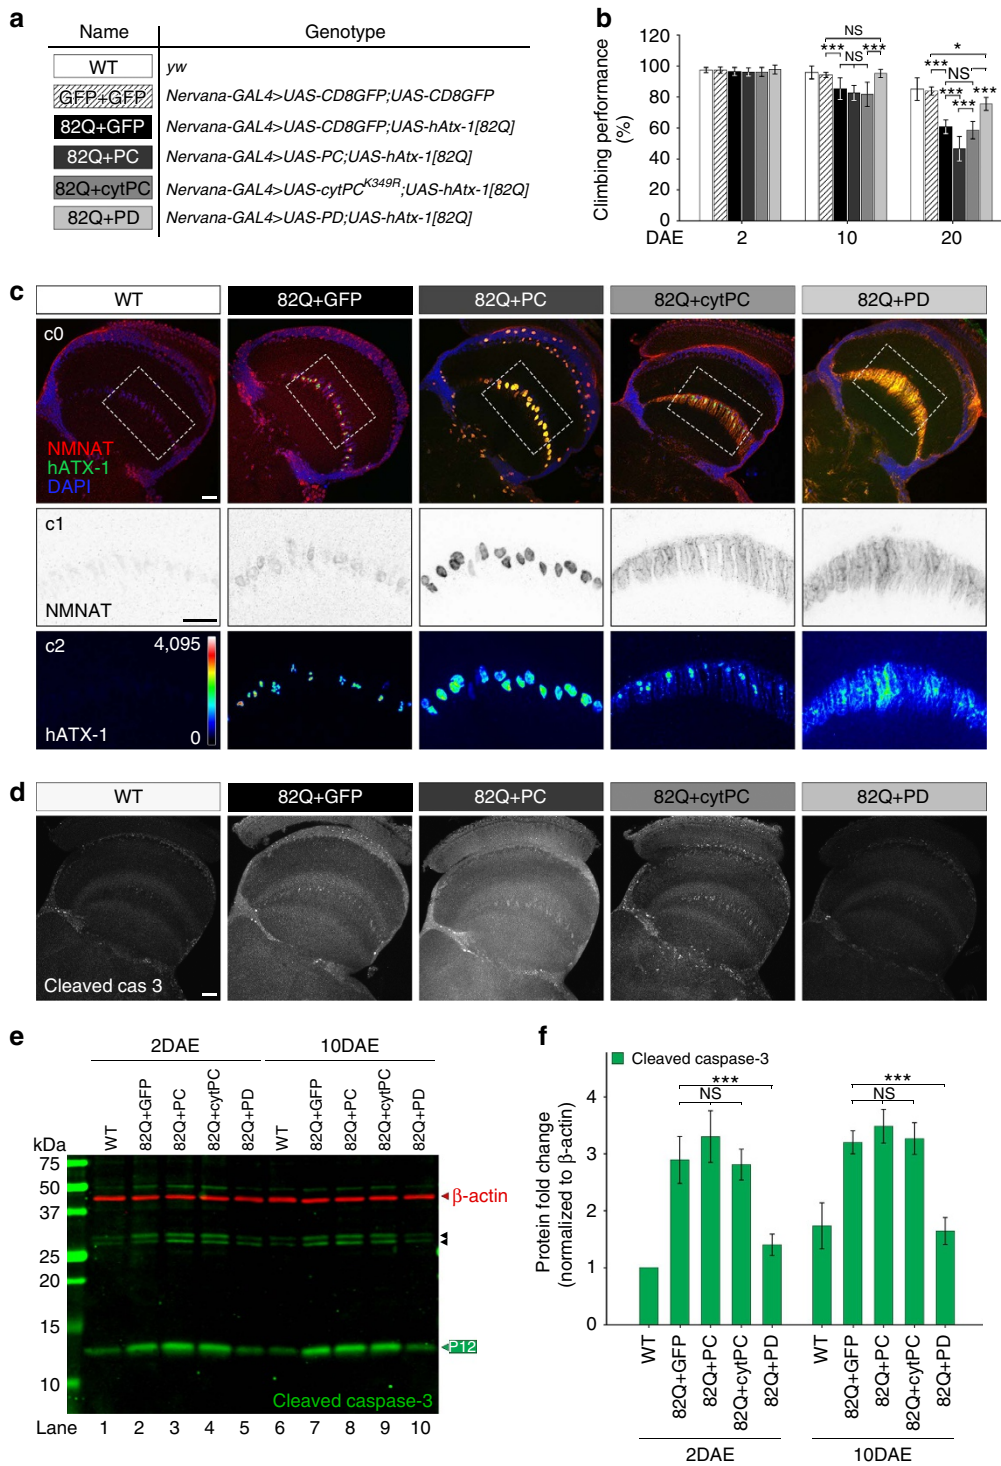 a
Name Genotype
WT yw
GFP+GFP Nervana-GAL4>UAS-CD8GFP;UAS-CD8GFP
82Q+GFP Nervana-GAL4>UAS-CD8GFP;UAS-hAtx-1[82Q]
82Q+PC Nervana-GAL4>UAS-PC;UAS-hAtx-1[82Q]
82Q+cytPC Nervana-GAL4>UAS-cytPC^K349R;UAS-hAtx-1[82Q]
82Q+PD Nervana-GAL4>UAS-PD;UAS-hAtx-1[82Q]
b
Climbing performance (%)
120
100
80
60
40
20
0
NS
*** NS ***
*
***
NS
*** ***
***
DAE 2 10 20
c
WT 82Q+GFP 82Q+PC 82Q+cytPC 82Q+PD
c0
NMNAT
hATX-1
DAPI
c1
NMNAT
c2
4,095
0
hATX-1
d
WT 82Q+GFP 82Q+PC 82Q+cytPC 82Q+PD
Cleaved cas 3
e
2DAE 10DAE
WT 82Q+GFP 82Q+PC 82Q+cytPC 82Q+PD WT 82Q+GFP 82Q+PC 82Q+cytPC 82Q+PD
kDa
75
50
37
25
20
15
10
β-actin
P12
Cleaved caspase-3
Lane 1 2 3 4 5 6 7 8 9 10
f
Cleaved caspase-3
Protein fold change
(normalized to β-actin)
4
3
2
1
0
***
NS
***
NS
WT 82Q+GFP 82Q+PC 82Q+cytPC 82Q+PD WT 82Q+GFP 82Q+PC 82Q+cytPC 82Q+PD
2DAE 10DAE